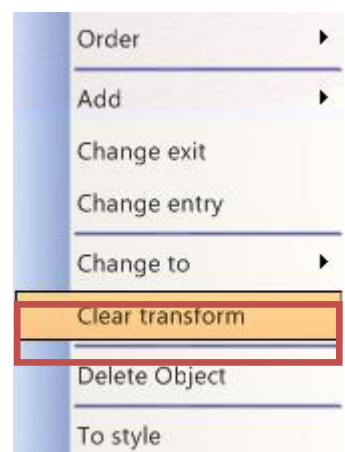 Order
Add
Change exit
Change entry
Change to
Clear transform
Delete Object
To style